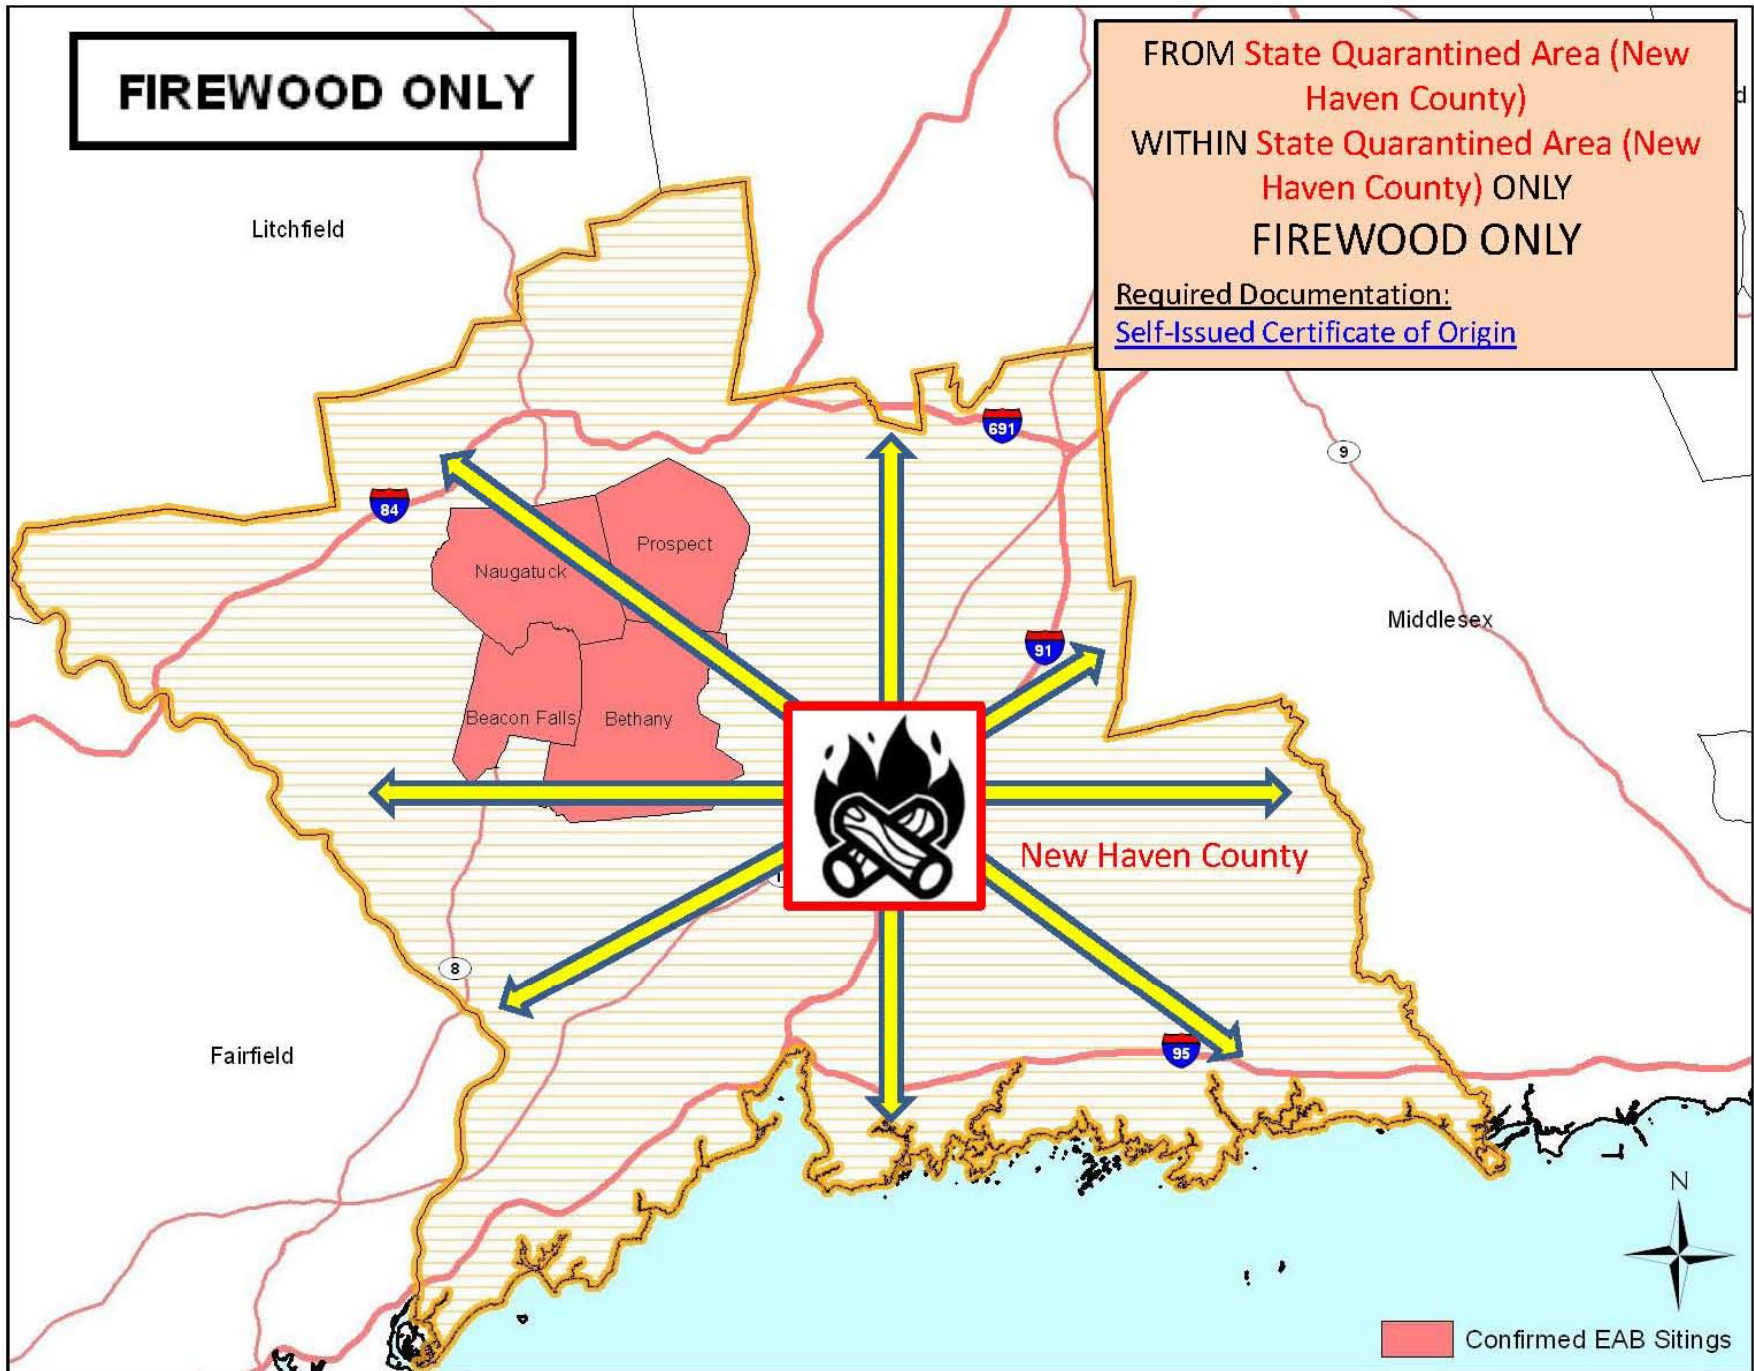 FIREWOOD ONLY
FROM State Quarantined Area (New
Haven County)
WITHIN State Quarantined Area (New
Haven County) ONLY
FIREWOOD ONLY
Required Documentation:
Self-Issued Certificate of Origin
Litchfield
691
9
84
Prospect
Naugatuck
Middlesex
91
Beacon Falls
Bethany
New Haven County
8
Fairfield
95
N
Confirmed EAB Sitings